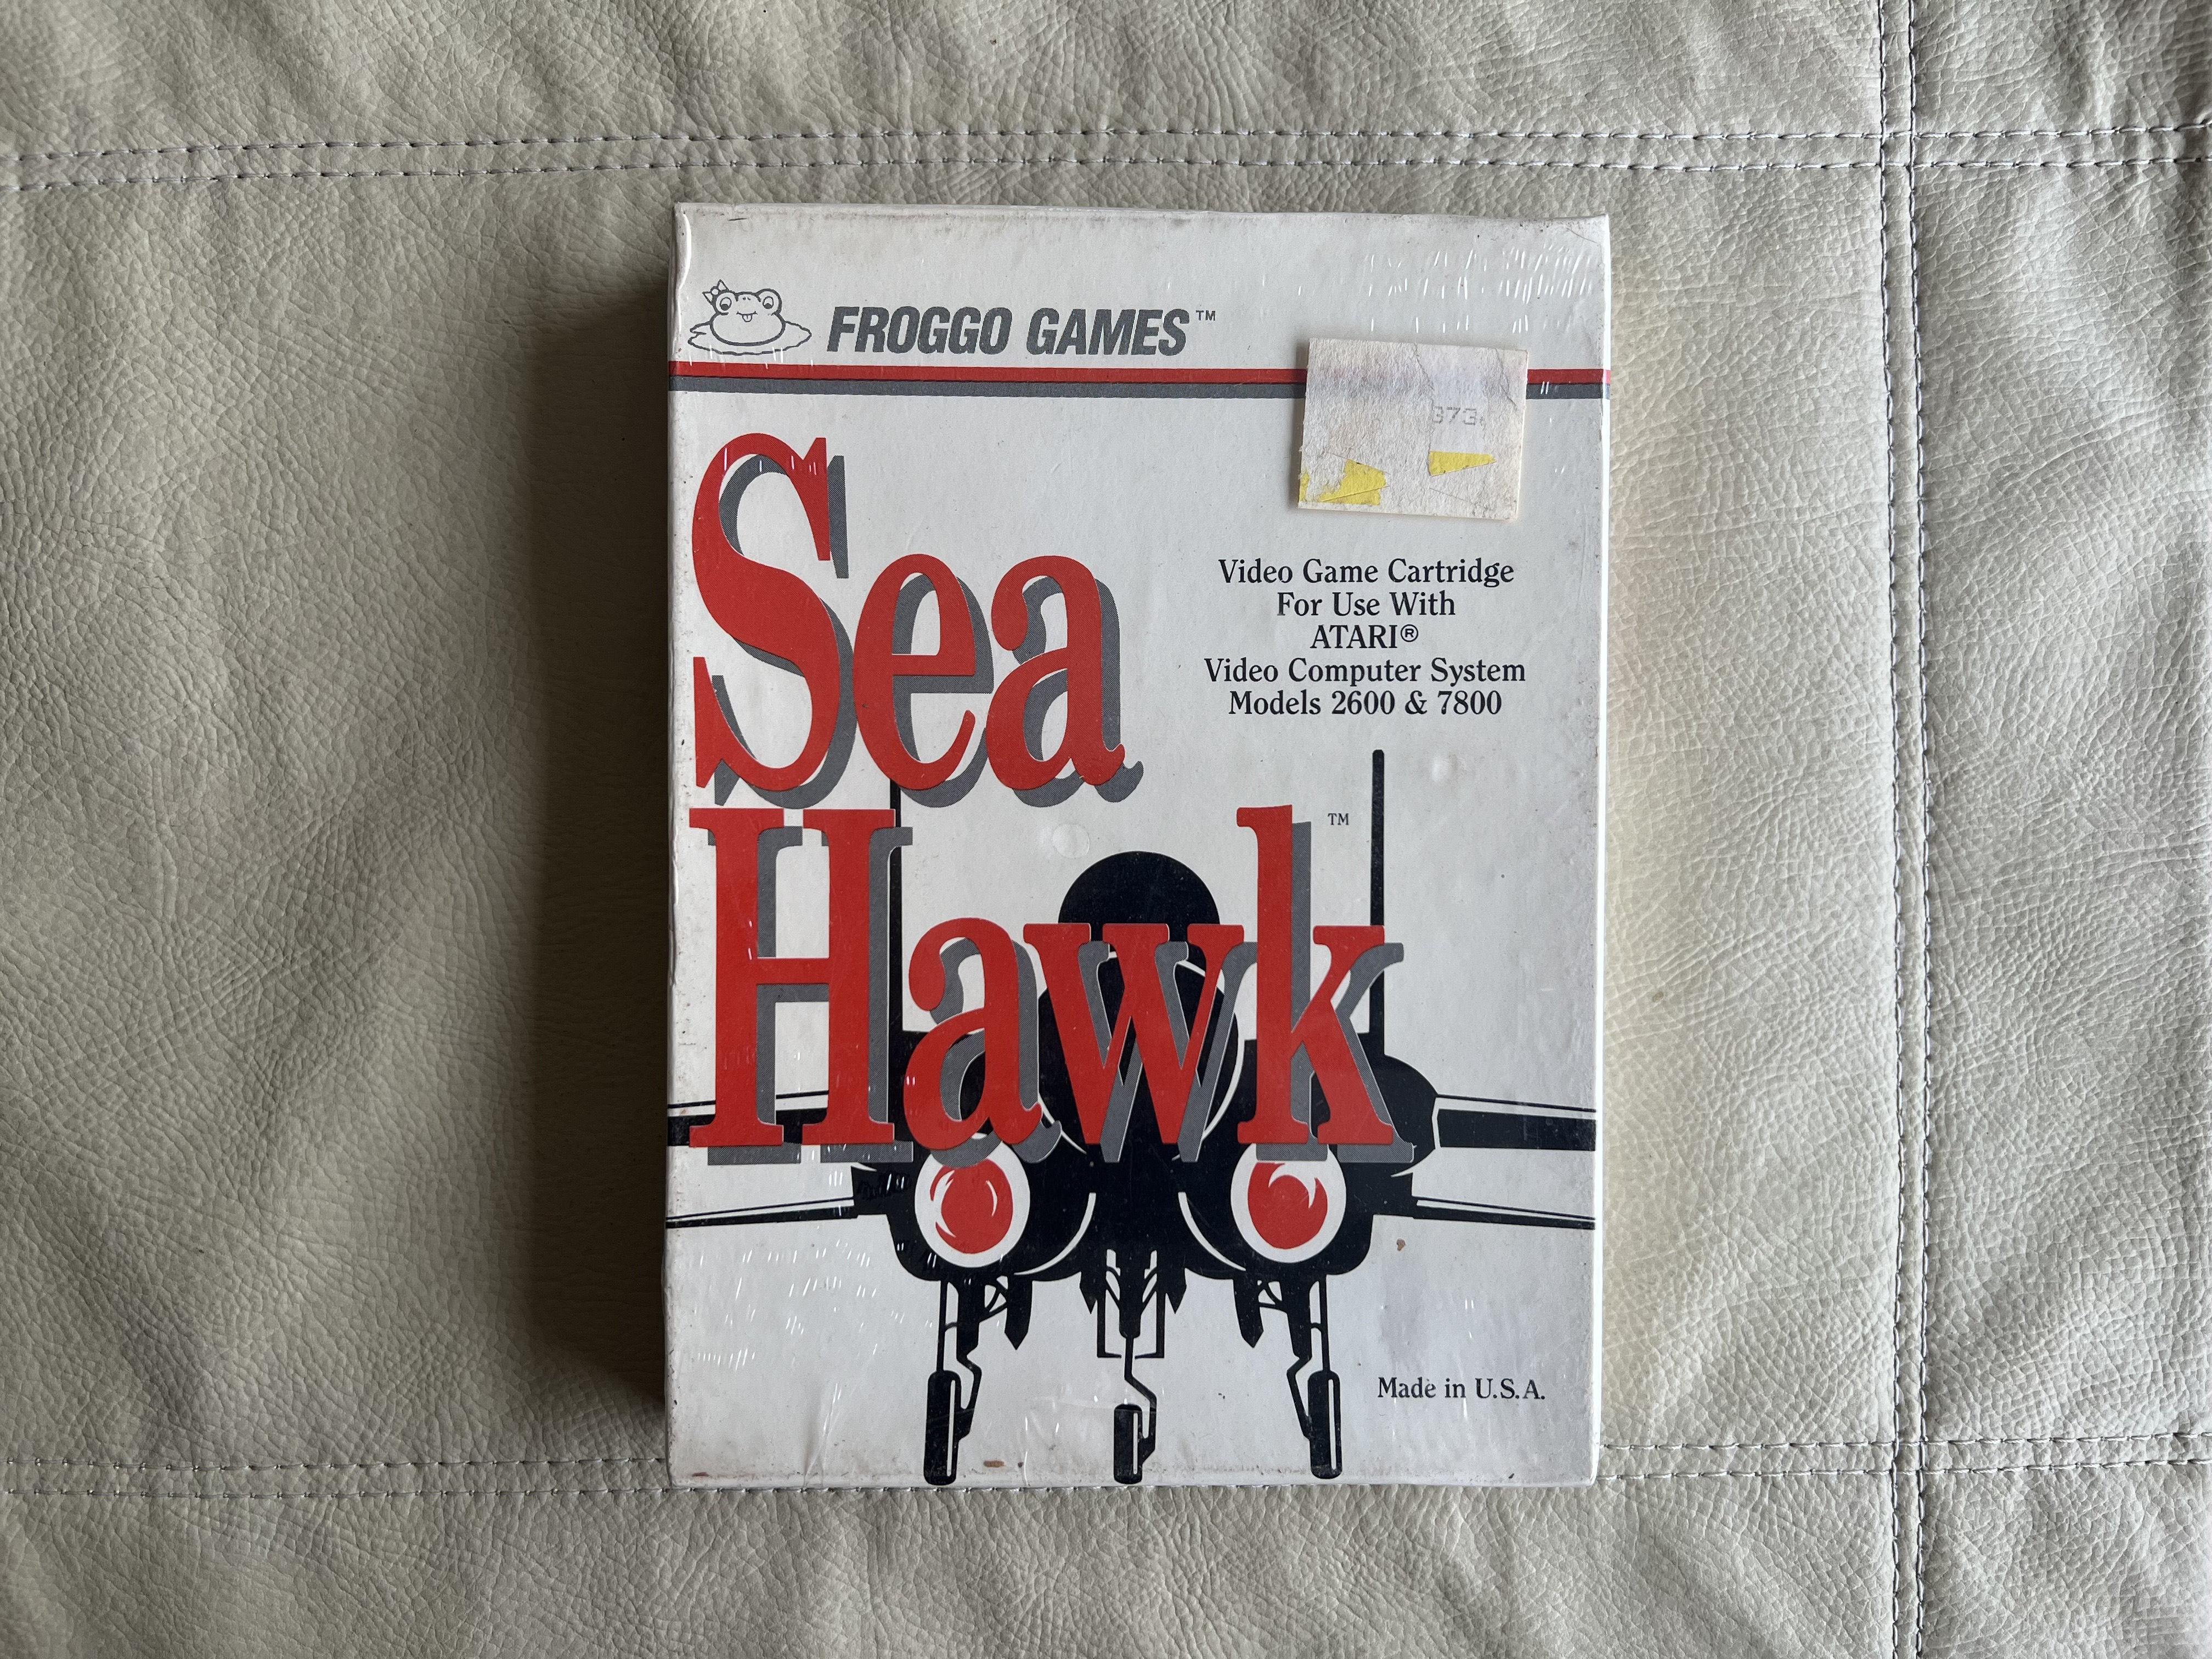 FROGGO GAMES™
Sea
Hawk™
Video Game Cartridge
For Use With
ATARI®
Video Computer System
Models 2600 & 7800
Made in U.S.A.